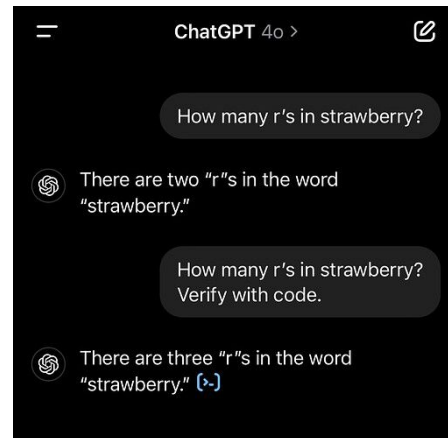 ChatGPT 4o >
How many r's in strawberry?
There are two “r”s in the word
“strawberry.”
How many r's in strawberry?
Verify with code.
There are three “r”s in the word
“strawberry.” [>-]